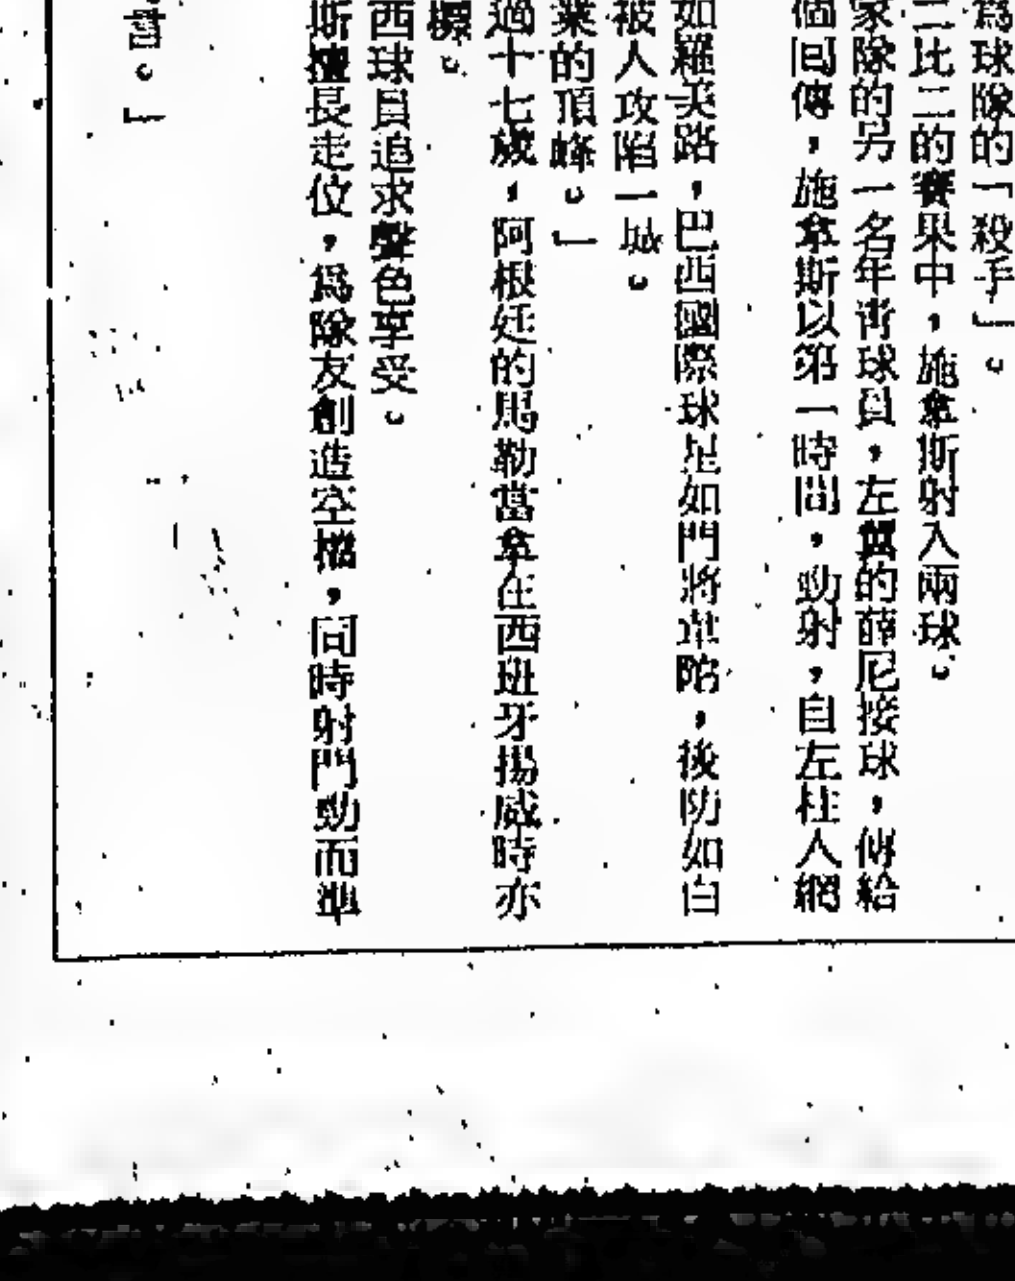 爲球隊的「殺手」。
二比二的賽果中，施拿斯射入兩球。
家隊的另一名年靑球員，左翼的薛尼接球，傳給
個回傳，施拿斯以第一時間，勁射，自左柱入網
如羅美路，巴西國際球星如門將韋陷，後防如白
被人攻陷一城。
業的頂峰。」
過十七歲，阿根廷的馬勒當拿在西班牙揚威時亦
西球員追求聲色享受。
斯擅長走位，爲隊友創造空檔，同時射門勁而準
書。」